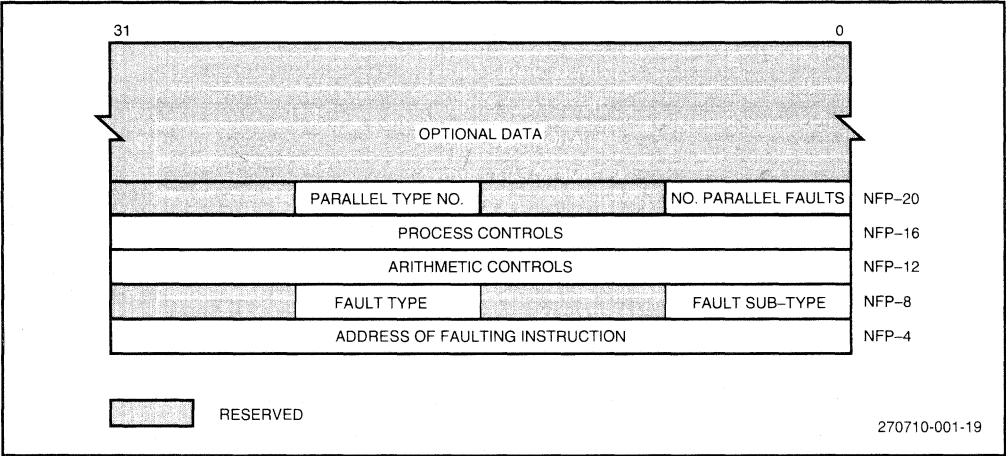 31 0
OPTIONAL DATA
PARALLEL TYPE NO. NO. PARALLEL FAULTS NFP–20
PROCESS CONTROLS NFP–16
ARITHMETIC CONTROLS NFP–12
FAULT TYPE FAULT SUB–TYPE NFP–8
ADDRESS OF FAULTING INSTRUCTION NFP–4
RESERVED
270710-001-19